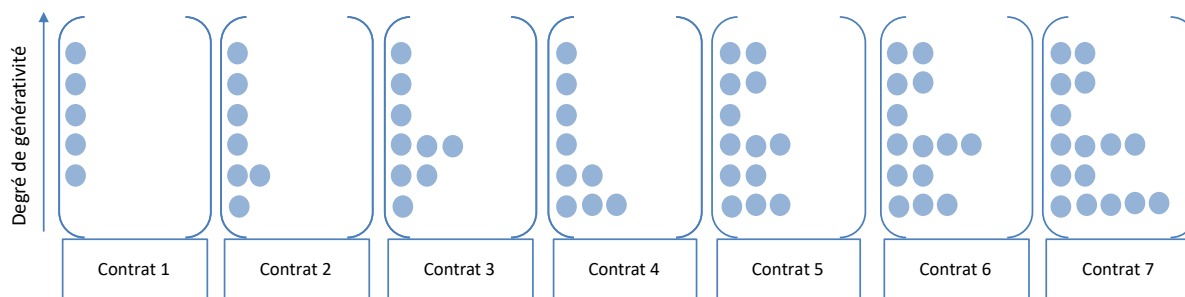 Degré de générativité
Contrat 1
Contrat 2
Contrat 3
Contrat 4
Contrat 5
Contrat 6
Contrat 7